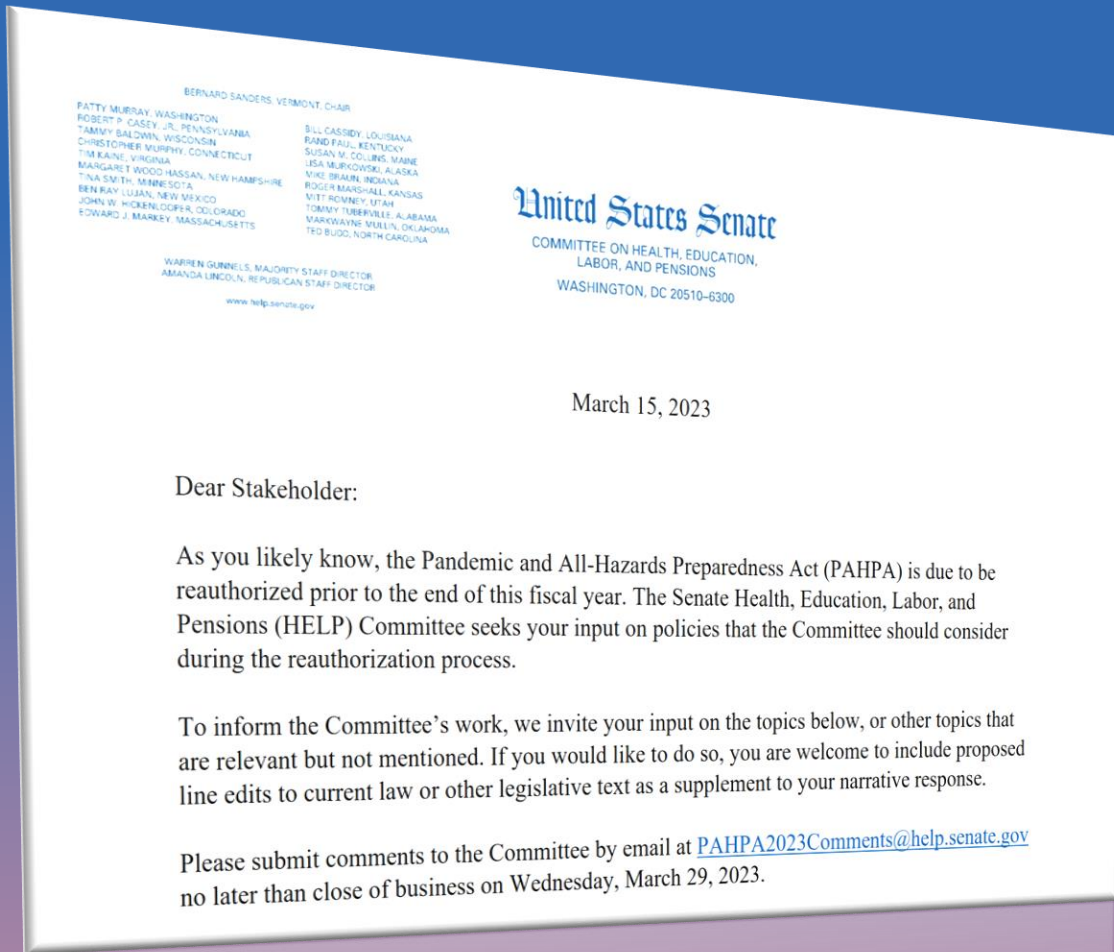 BERNARD SANDERS, VERMONT, CHAIR
PATTY MURRAY, WASHINGTON
ROBERT P. CASEY, JR., PENNSYLVANIA
TAMMY BALDWIN, WISCONSIN
CHRISTOPHER MURPHY, CONNECTICUT
TIM KAINE, VIRGINIA
MARGARET WOOD HASSAN, NEW HAMPSHIRE
TINA SMITH, MINNESOTA
BEN RAY LUJÁN, NEW MEXICO
JOHN W. HICKENLOOPER, COLORADO
EDWARD J. MARKEY, MASSACHUSETTS
BILL CASSIDY, LOUISIANA
RAND PAUL, KENTUCKY
SUSAN M. COLLINS, MAINE
LISA MURKOWSKI, ALASKA
MIKE BRAUN, INDIANA
ROGER MARSHALL, KANSAS
MITT ROMNEY, UTAH
TOMMY TUBERVILLE, ALABAMA
MARKWAYNE MULLIN, OKLAHOMA
TED BUDD, NORTH CAROLINA
WARREN GUNNELS, MAJORITY STAFF DIRECTOR
AMANDA LINCOLN, REPUBLICAN STAFF DIRECTOR
www.help.senate.gov
United States Senate
COMMITTEE ON HEALTH, EDUCATION,
LABOR, AND PENSIONS
WASHINGTON, DC 20510–6300
March 15, 2023
Dear Stakeholder:
As you likely know, the Pandemic and All-Hazards Preparedness Act (PAHPA) is due to be
reauthorized prior to the end of this fiscal year. The Senate Health, Education, Labor, and
Pensions (HELP) Committee seeks your input on policies that the Committee should consider
during the reauthorization process.
To inform the Committee’s work, we invite your input on the topics below, or other topics that
are relevant but not mentioned. If you would like to do so, you are welcome to include proposed
line edits to current law or other legislative text as a supplement to your narrative response.
Please submit comments to the Committee by email at PAHPA2023Comments@help.senate.gov
no later than close of business on Wednesday, March 29, 2023.